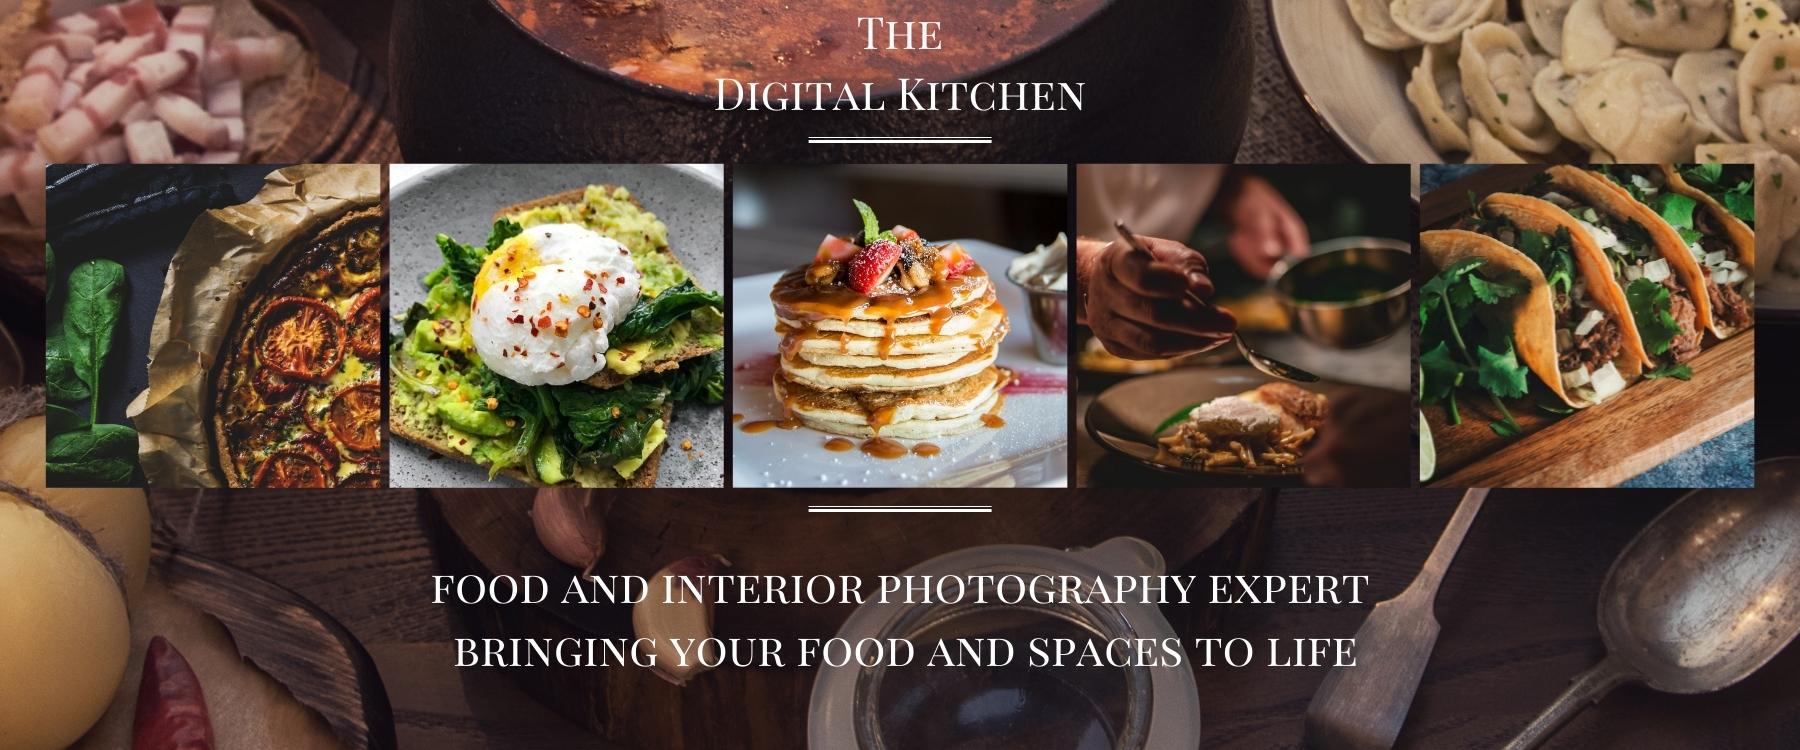 The
Digital Kitchen
FOOD AND INTERIOR PHOTOGRAPHY EXPERT
BRINGING YOUR FOOD AND SPACES TO LIFE